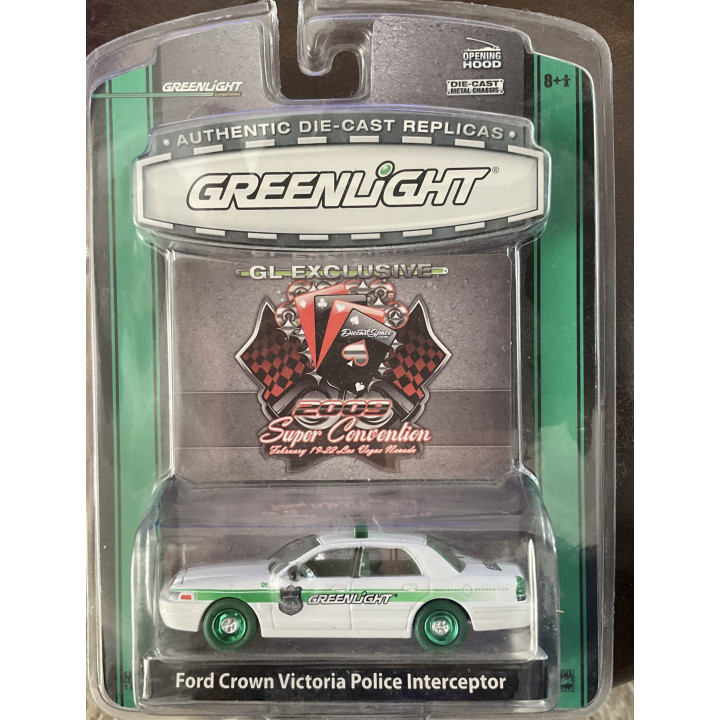 GREENLIGHT
OPENING
HOOD
DIE-CAST
METAL CHASSIS
8+
• AUTHENTIC DIE-CAST REPLICAS •
GREENLIGHT®
GL EXCLUSIVE
DiecastSpace
2009
Super Convention
February 19-22 Las Vegas Nevada
GREENLIGHT
Ford Crown Victoria Police Interceptor